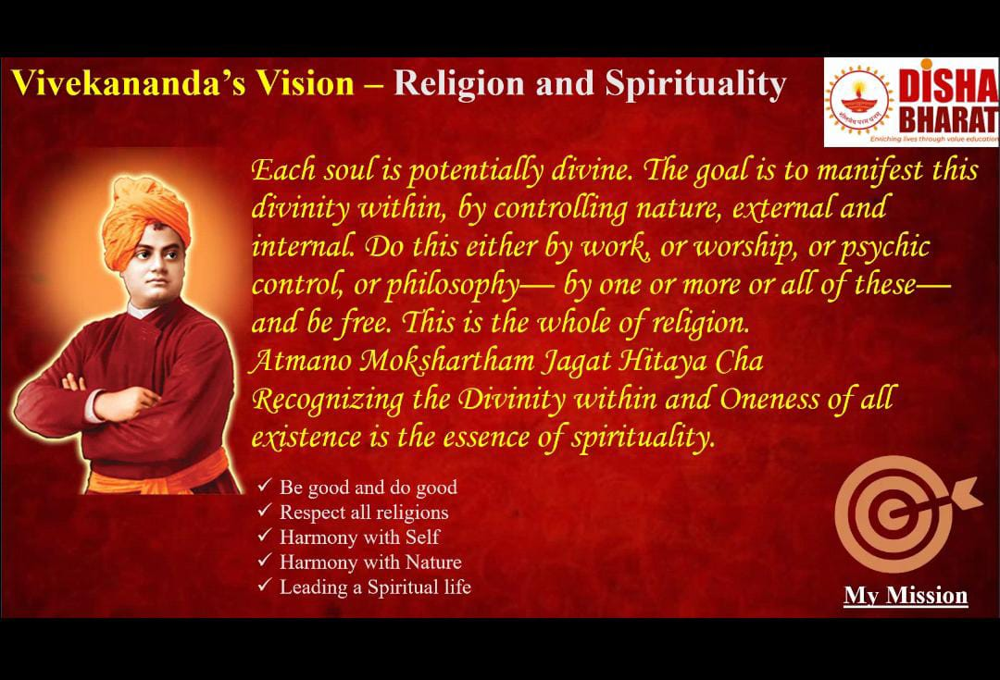 Vivekananda’s Vision – Religion and Spirituality
DISHA
BHARAT
Enriching lives through value education
Each soul is potentially divine. The goal is to manifest this
divinity within, by controlling nature, external and
internal. Do this either by work, or worship, or psychic
control, or philosophy— by one or more or all of these—
and be free. This is the whole of religion.
Atmano Mokshartham Jagat Hitaya Cha
Recognizing the Divinity within and Oneness of all
existence is the essence of spirituality.
✓ Be good and do good
✓ Respect all religions
✓ Harmony with Self
✓ Harmony with Nature
✓ Leading a Spiritual life
My Mission